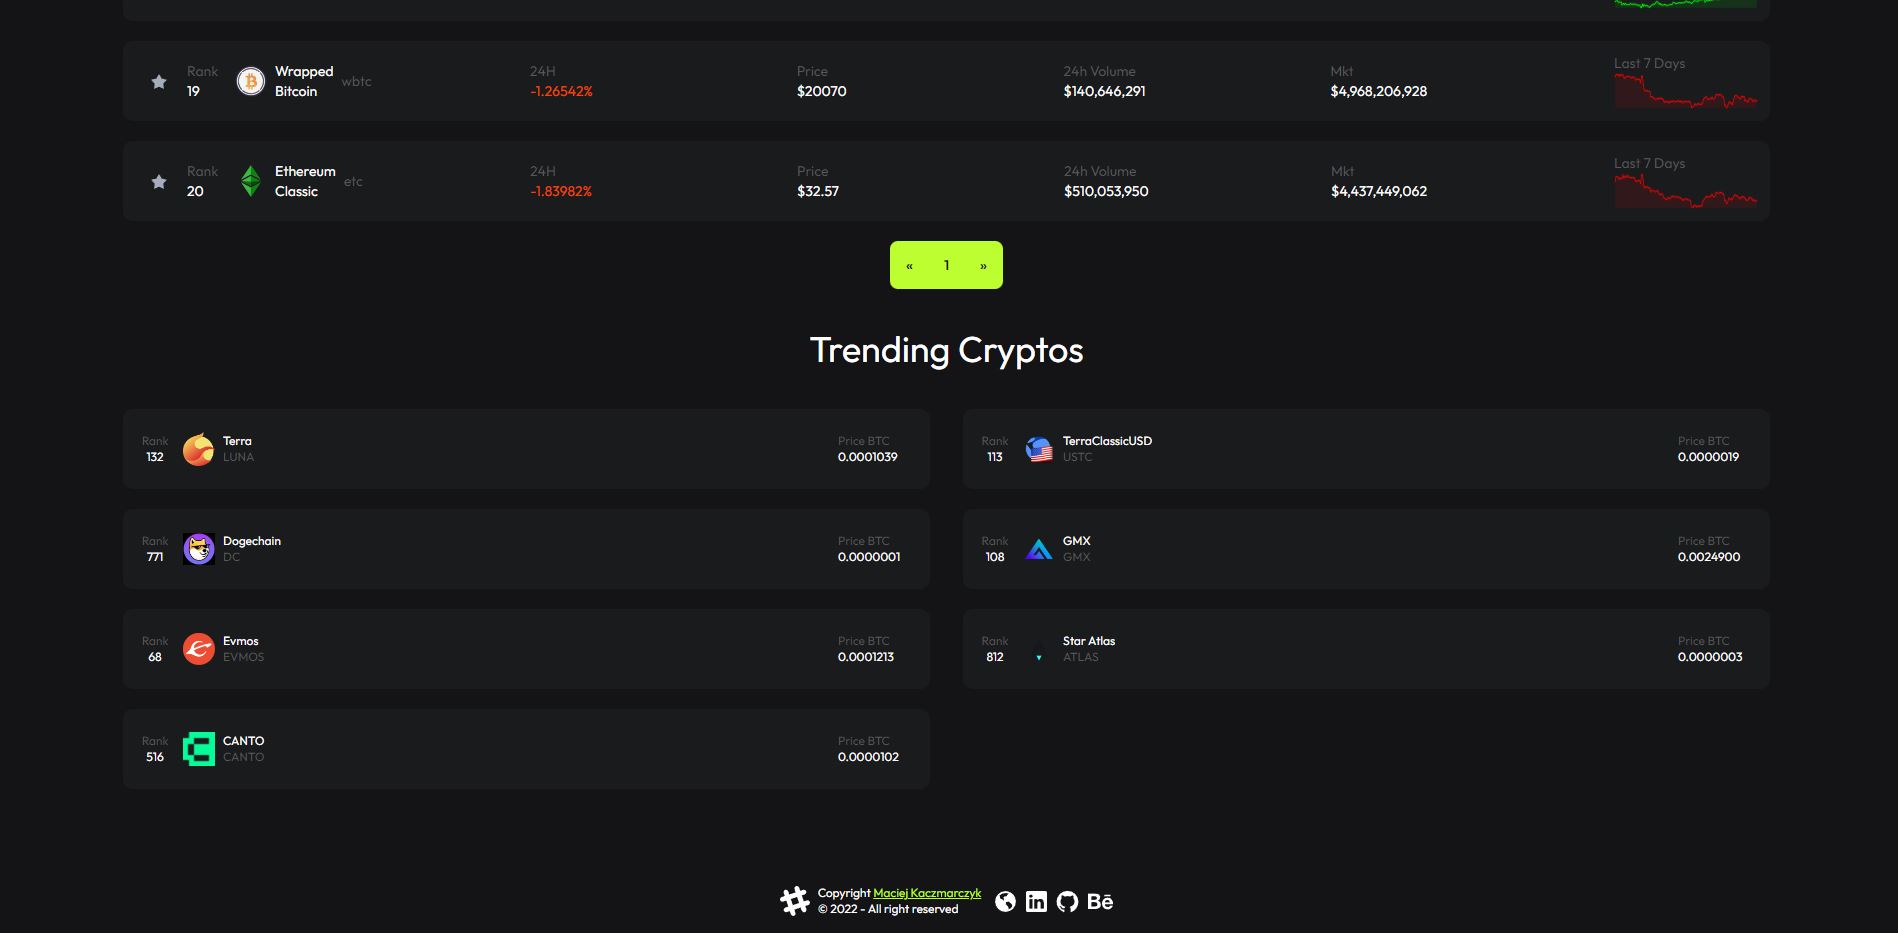 Rank
19
Wrapped
Bitcoin
wbtc
24H
-1.26542%
Price
$20070
24h Volume
$140,646,291
Mkt
$4,968,206,928
Last 7 Days
Rank
20
Ethereum
Classic
etc
24H
-1.83982%
Price
$32.57
24h Volume
$510,053,950
Mkt
$4,437,449,062
Last 7 Days
« 1 »
Trending Cryptos
Rank
132
Terra
LUNA
Price BTC
0.0001039
Rank
113
TerraClassicUSD
USTC
Price BTC
0.0000019
Rank
771
Dogechain
DC
Price BTC
0.0000001
Rank
108
GMX
GMX
Price BTC
0.0024900
Rank
68
Evmos
EVMOS
Price BTC
0.0001213
Rank
812
Star Atlas
ATLAS
Price BTC
0.0000003
Rank
516
CANTO
CANTO
Price BTC
0.0000102
Copyright Maciej Kaczmarczyk
© 2022 - All right reserved
in
Bē